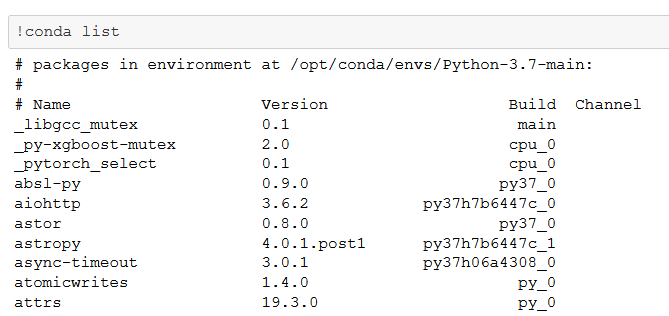 !conda list
# packages in environment at /opt/conda/envs/Python-3.7-main:
#
# Name                    Version                   Build  Channel
_libgcc_mutex             0.1                        main
_py-xgboost-mutex         2.0                       cpu_0
_pytorch_select           0.1                       cpu_0
absl-py                   0.9.0                    py37_0
aiohttp                   3.6.2            py37h7b6447c_0
astor                     0.8.0                    py37_0
astropy                   4.0.1.post1      py37h7b6447c_1
async-timeout             3.0.1            py37h06a4308_0
atomicwrites              1.4.0                      py_0
attrs                     19.3.0                     py_0